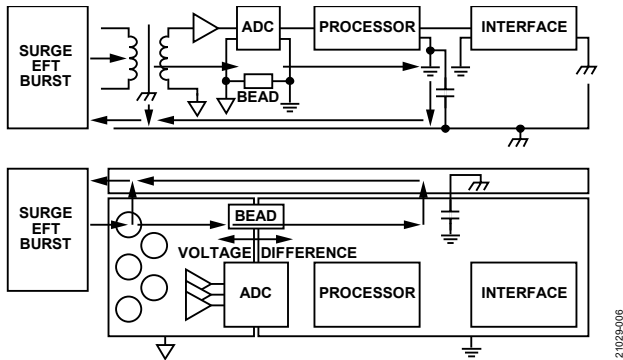 SURGE
EFT
BURST
ADC
PROCESSOR
INTERFACE
BEAD
SURGE
EFT
BURST
BEAD
VOLTAGE DIFFERENCE
ADC
PROCESSOR
INTERFACE
21029-006